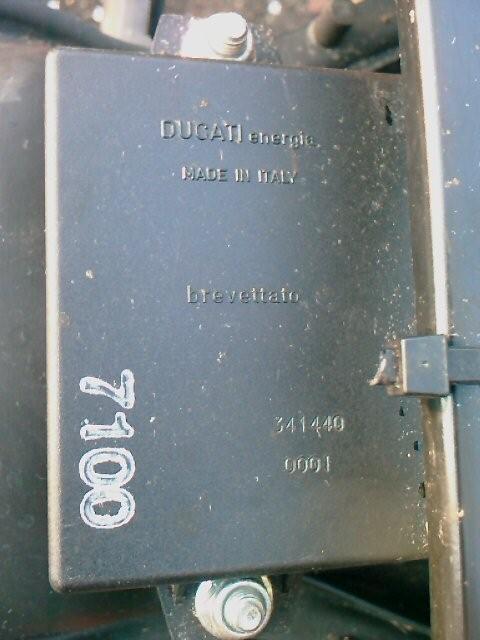 DUCATI energia
MADE IN ITALY
brevettato
7100
341440
0001